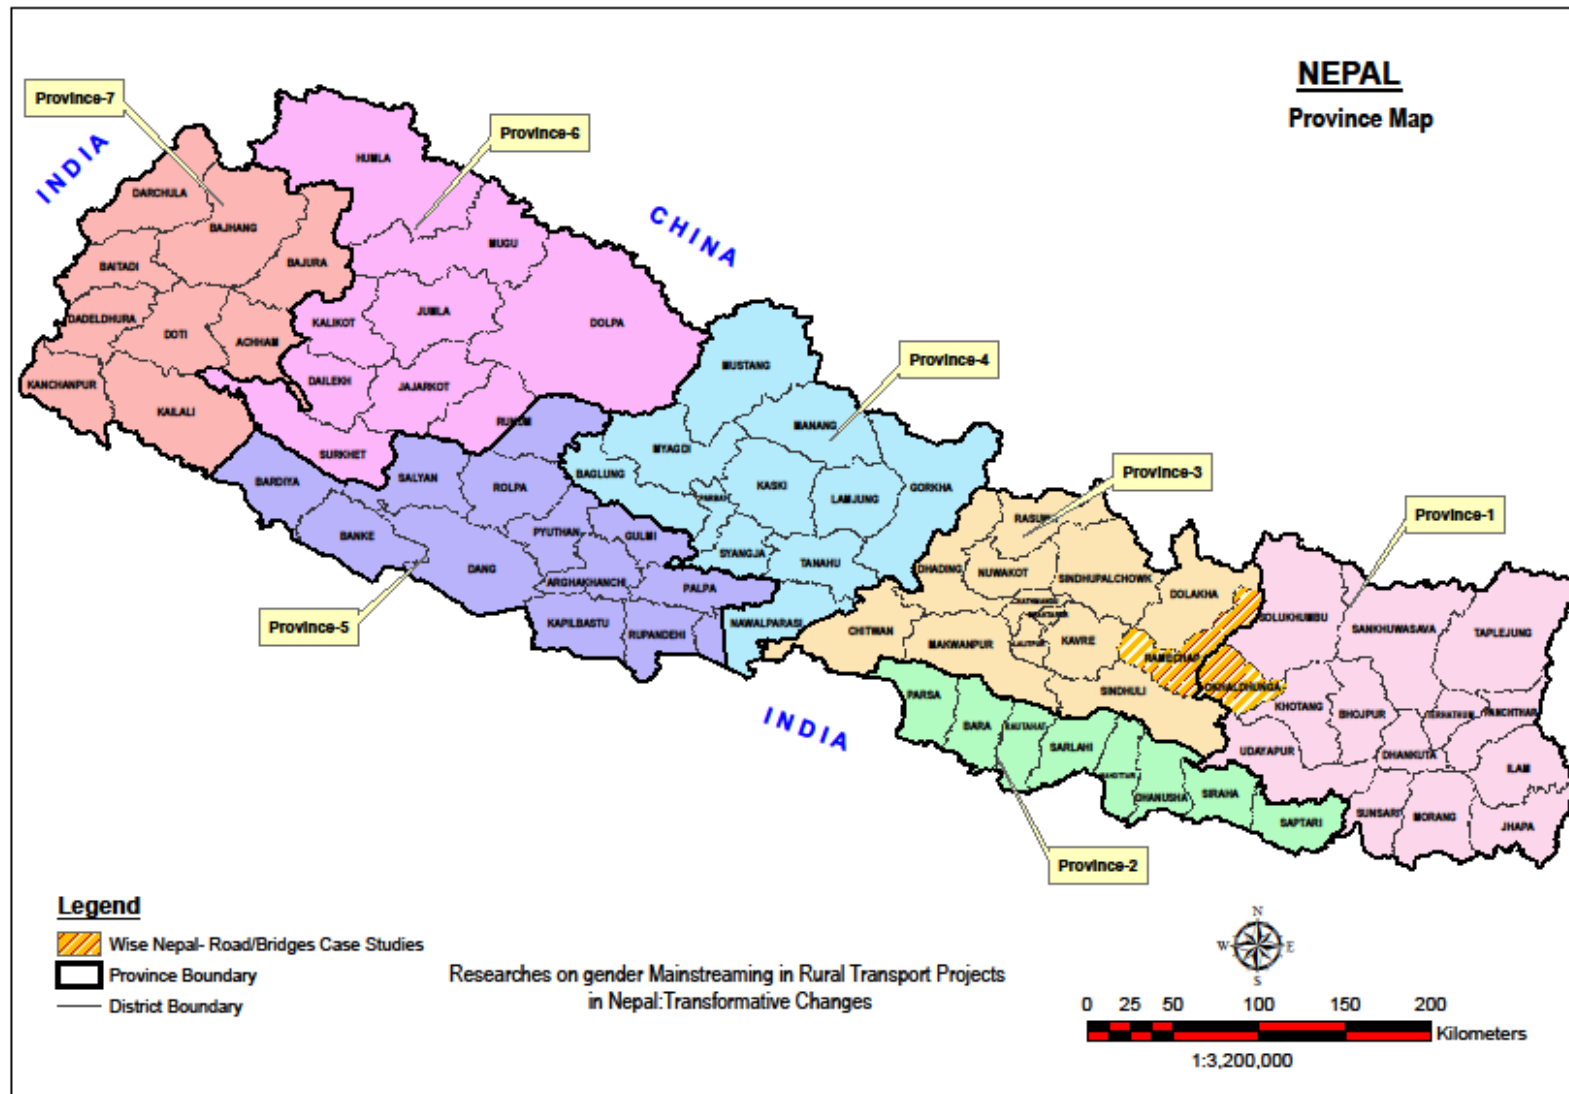 NEPAL
Province Map
Province-7
Province-6
Province-4
Province-3
Province-1
Province-5
Province-2
INDIA
CHINA
INDIA
HUMLA
DARCHULA
BAJHANG
MUGU
BAJURA
BAITADI
DADELDHURA
DOTI
ACHHAM
KALIKOT
JUMLA
DOLPA
KANCHANPUR
KAILALI
DAILEKH
JAJARKOT
SURKHET
MUSTANG
MANANG
MYAGDI
BAGLUNG
KASKI
LAMJUNG
GORKHA
SYANGJA
TANAHU
NAWALPARASI
BARDIYA
SALYAN
ROLPA
BANKE
PYUTHAN
GULMI
DANG
ARGHAKHANCHI
PALPA
KAPILBASTU
RUPANDEHI
DHADING
NUWAKOT
SINDHUPALCHOWK
DOLAKHA
CHITWAN
MAKWANPUR
KAVRE
SINDHULI
SOLUKHUMBU
SANKHUWASAVA
TAPLEJUNG
OKHALDHUNGA
KHOTANG
BHOJPUR
PANCHTHAR
UDAYAPUR
DHANKUTA
ILAM
SUNSARI
MORANG
JHAPA
PARSA
BARA
RAUTAHAT
SARLAHI
DHANUSHA
SIRAHA
SAPTARI
Legend
Wise Nepal- Road/Bridges Case Studies
Province Boundary
District Boundary
Researches on gender Mainstreaming in Rural Transport Projects
in Nepal:Transformative Changes
N
W
E
S
0 25 50 100 150 200
Kilometers
1:3,200,000